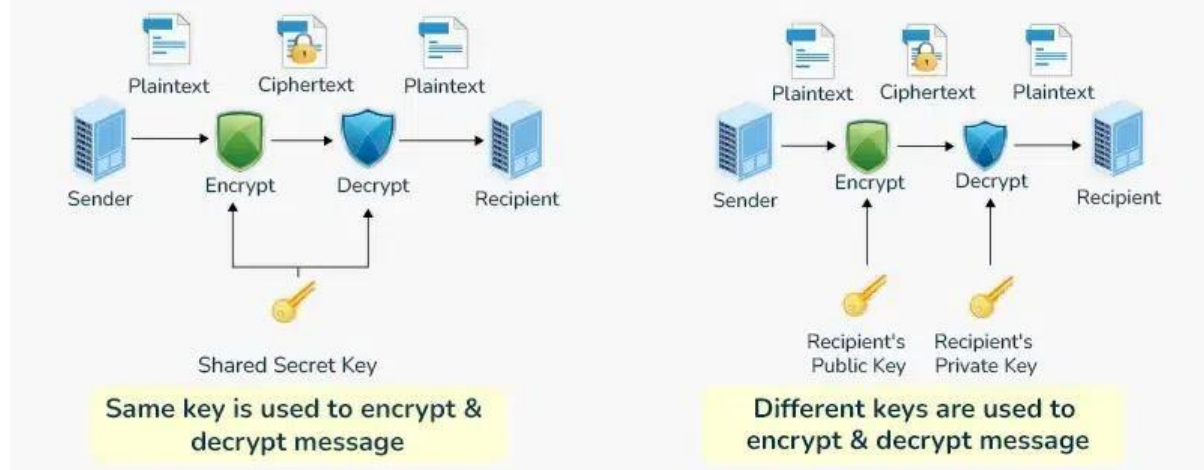 Plaintext
Ciphertext
Plaintext
Sender
Encrypt
Decrypt
Recipient
Shared Secret Key
Same key is used to encrypt &
decrypt message
Plaintext
Ciphertext
Plaintext
Sender
Encrypt
Decrypt
Recipient
Recipient's
Public Key
Recipient's
Private Key
Different keys are used to
encrypt & decrypt message